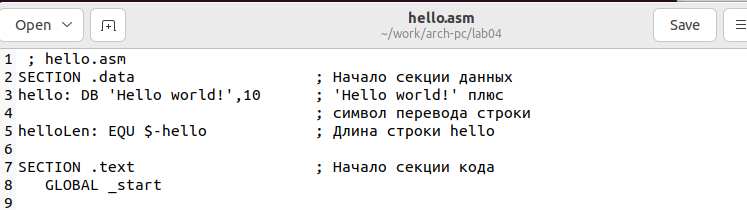 Open
hello.asm
~/work/arch-pc/lab04
Save
1 ; hello.asm
2 SECTION .data ; Начало секции данных
3 hello: DB 'Hello world!',10 ; 'Hello world!' плюс
4 ; символ перевода строки
5 helloLen: EQU $-hello ; Длина строки hello
6
7 SECTION .text ; Начало секции кода
8 GLOBAL _start
9